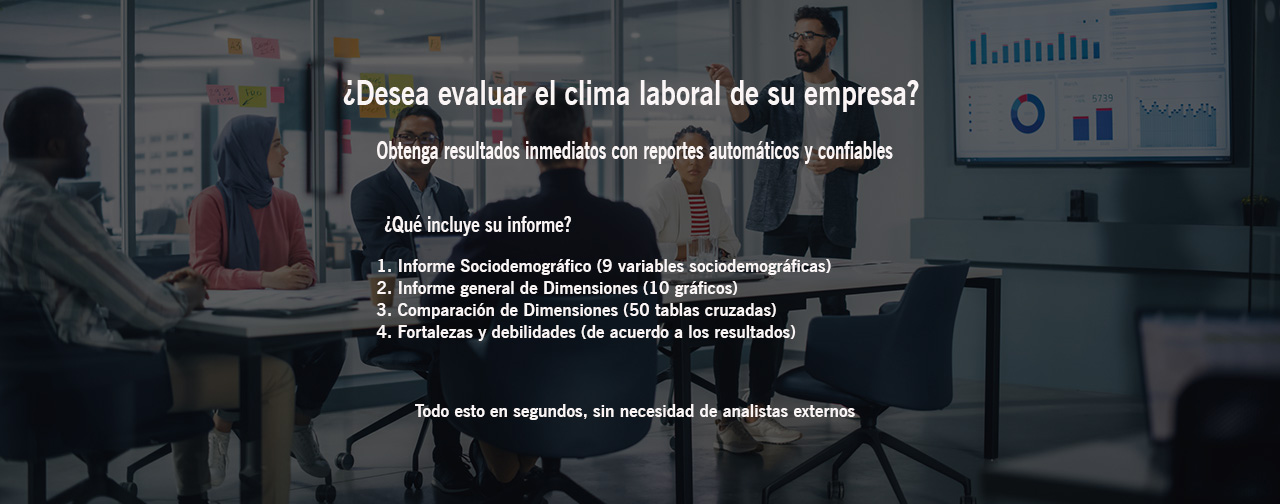 ¿Desea evaluar el clima laboral de su empresa?
Obtenga resultados inmediatos con reportes automáticos y confiables
¿Qué incluye su informe?
1. Informe Sociodemográfico (9 variables sociodemográficas)
2. Informe general de Dimensiones (10 gráficos)
3. Comparación de Dimensiones (50 tablas cruzadas)
4. Fortalezas y debilidades (de acuerdo a los resultados)
Todo esto en segundos, sin necesidad de analistas externos
5739